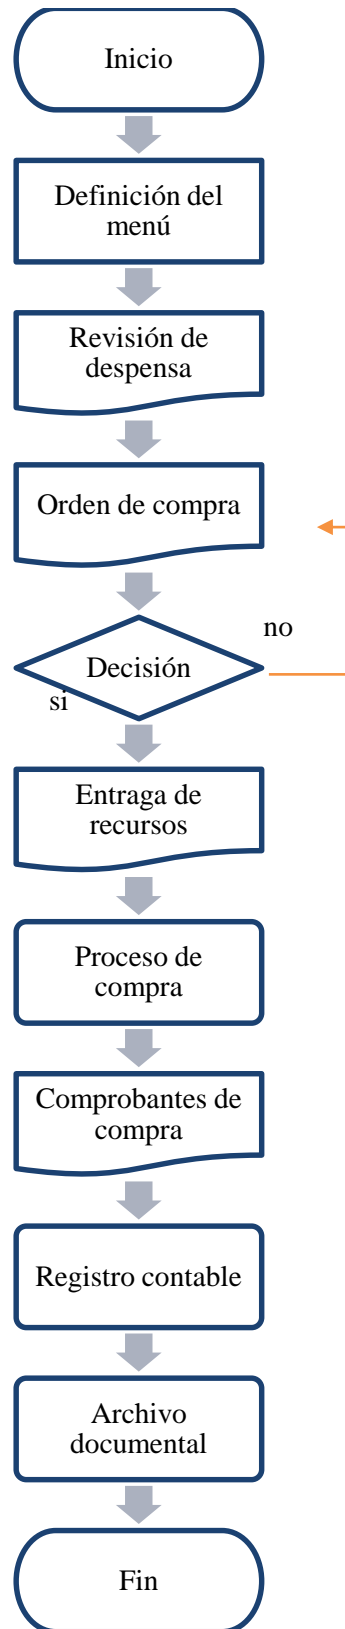 Inicio
Definición del
menú
Revisión de
despensa
Orden de compra
no
Decisión
si
Entraga de
recursos
Proceso de
compra
Comprobantes de
compra
Registro contable
Archivo
documental
Fin